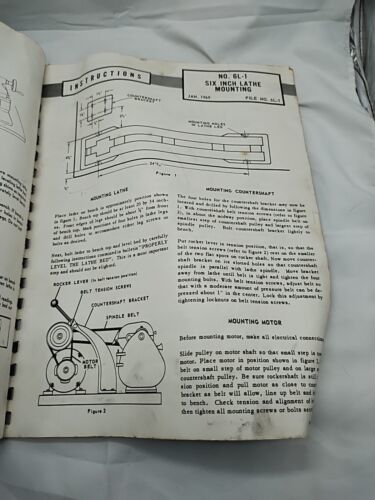 INSTRUCTIONS
NO. 6L-1
SIX INCH LATHE
MOUNTING
JAN. 1969 FILE NO. 6L-1
COUNTERSHAFT
BRACKET
MOUNTING HOLES
IN LATHE LEG
Figure 1
MOUNTING LATHE
Place lathe on bench in approximate position shown
in figure 1. Bench top should be at least
Front edges of legs should be about
of bench top. Mark position of four holes in lathe legs
and drill holes to accommodate either lag screws or
bolts as desired.
Next, bolt lathe to bench top and level bed by carefully
following instructions contained in bulletin "PROPERLY
LEVEL THE LATHE BED". This is a most important
step and should not be slighted.
ROCKER LEVER (In belt tension position)
BELT TENSION SCREW
COUNTERSHAFT BRACKET
SPINDLE BELT
MOTOR
BELT
Figure 2
MOUNTING COUNTERSHAFT
The four holes for the countershaft bracket may now be
located and drilled by following the dimensions in figure
1. With countershaft belt tension screws (refer to figure
2), in about the midway position, place spindle belt on
smaller step of countershaft pulley and largest step of
spindle pulley. Bolt countershaft bracket tightly to
bench.
Put rocker lever in tension position, that is, so that the
belt tension screws (refer to figure 2) rest on the smaller
of the two flat spots on rocker shaft. Now move counter-
shaft bracket on its slotted holes so that countershaft
spindle is parallel with lathe spindle. Move bracket
away from lathe until belt is tight and tighten the four
mounting bolts. With belt tension screws, adjust belt so
that with a moderate amount of pressure belt can be de-
pressed about 1" in the center. Lock this adjustment by
tightening locknuts on belt tension screws.
MOUNTING MOTOR
Before mounting motor, make all electrical connections
Slide pulley on motor shaft so that small step is
motor. Place motor in position shown in figure 2,
belt on small step of motor pulley and on large
countershaft pulley. Be sure rockershaft is still
sion position and pull motor as close to
bracket as belt will allow, line up belt and
to bench. Check tension and alignment of
then tighten all mounting screws or bolts